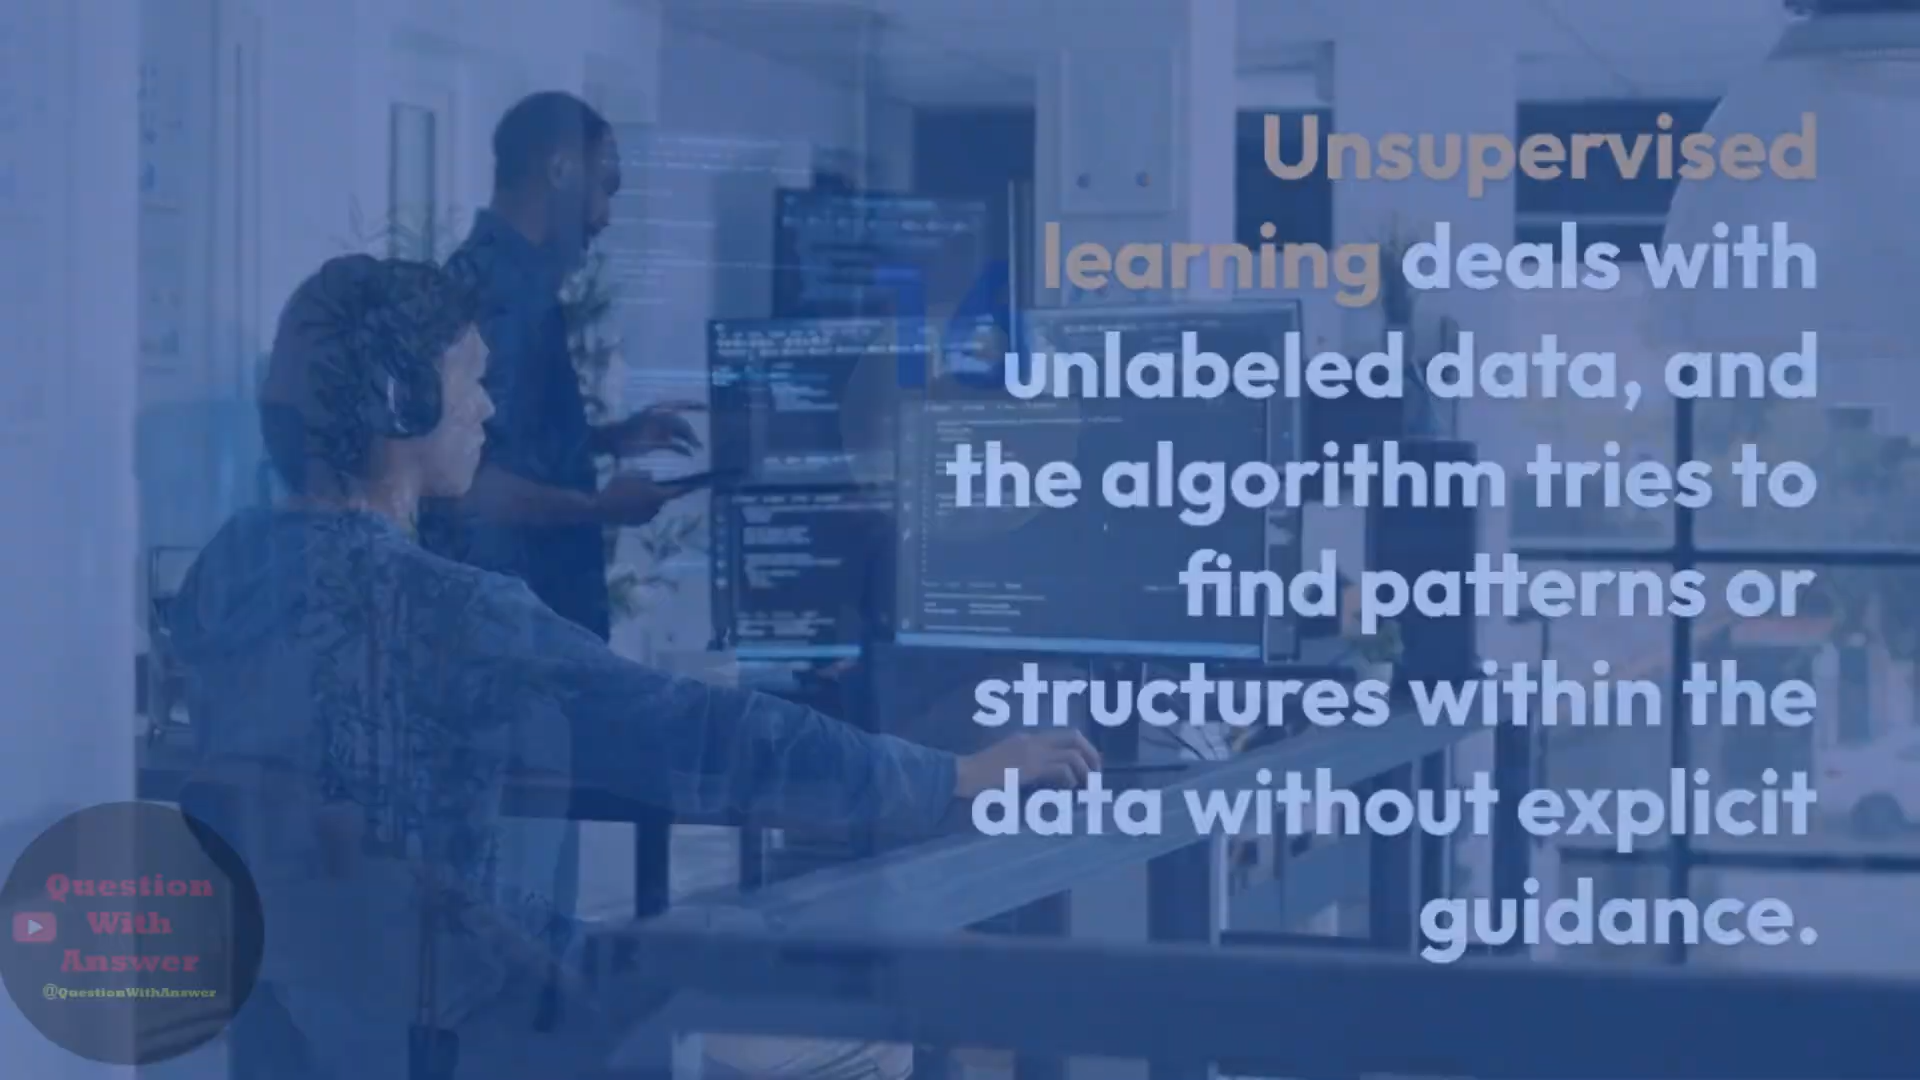 Unsupervised
learning deals with
unlabeled data, and
the algorithm tries to
find patterns or
structures within the
data without explicit
guidance.
Question
With
Answer
@QuestionWithAnswer